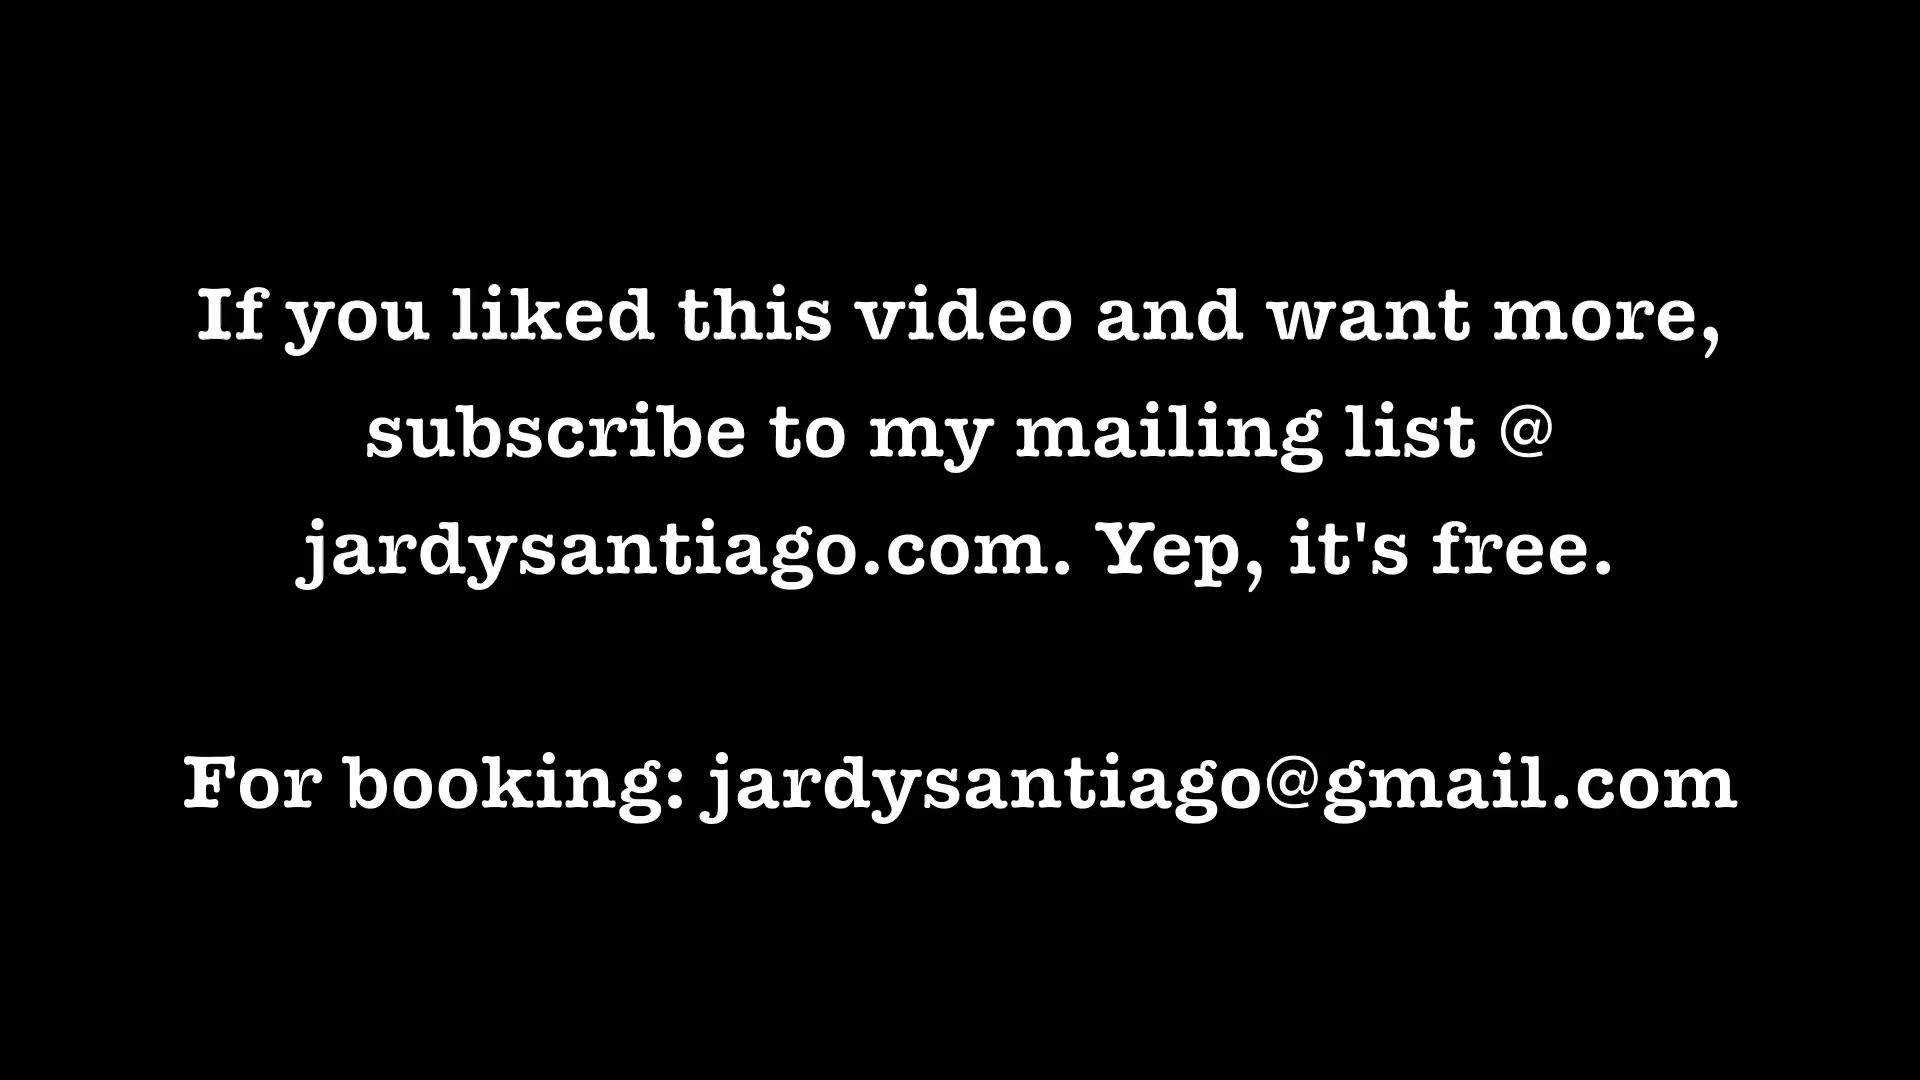 If you liked this video and want more,
subscribe to my mailing list @
jardysantiago.com. Yep, it's free.
For booking: jardysantiago@gmail.com